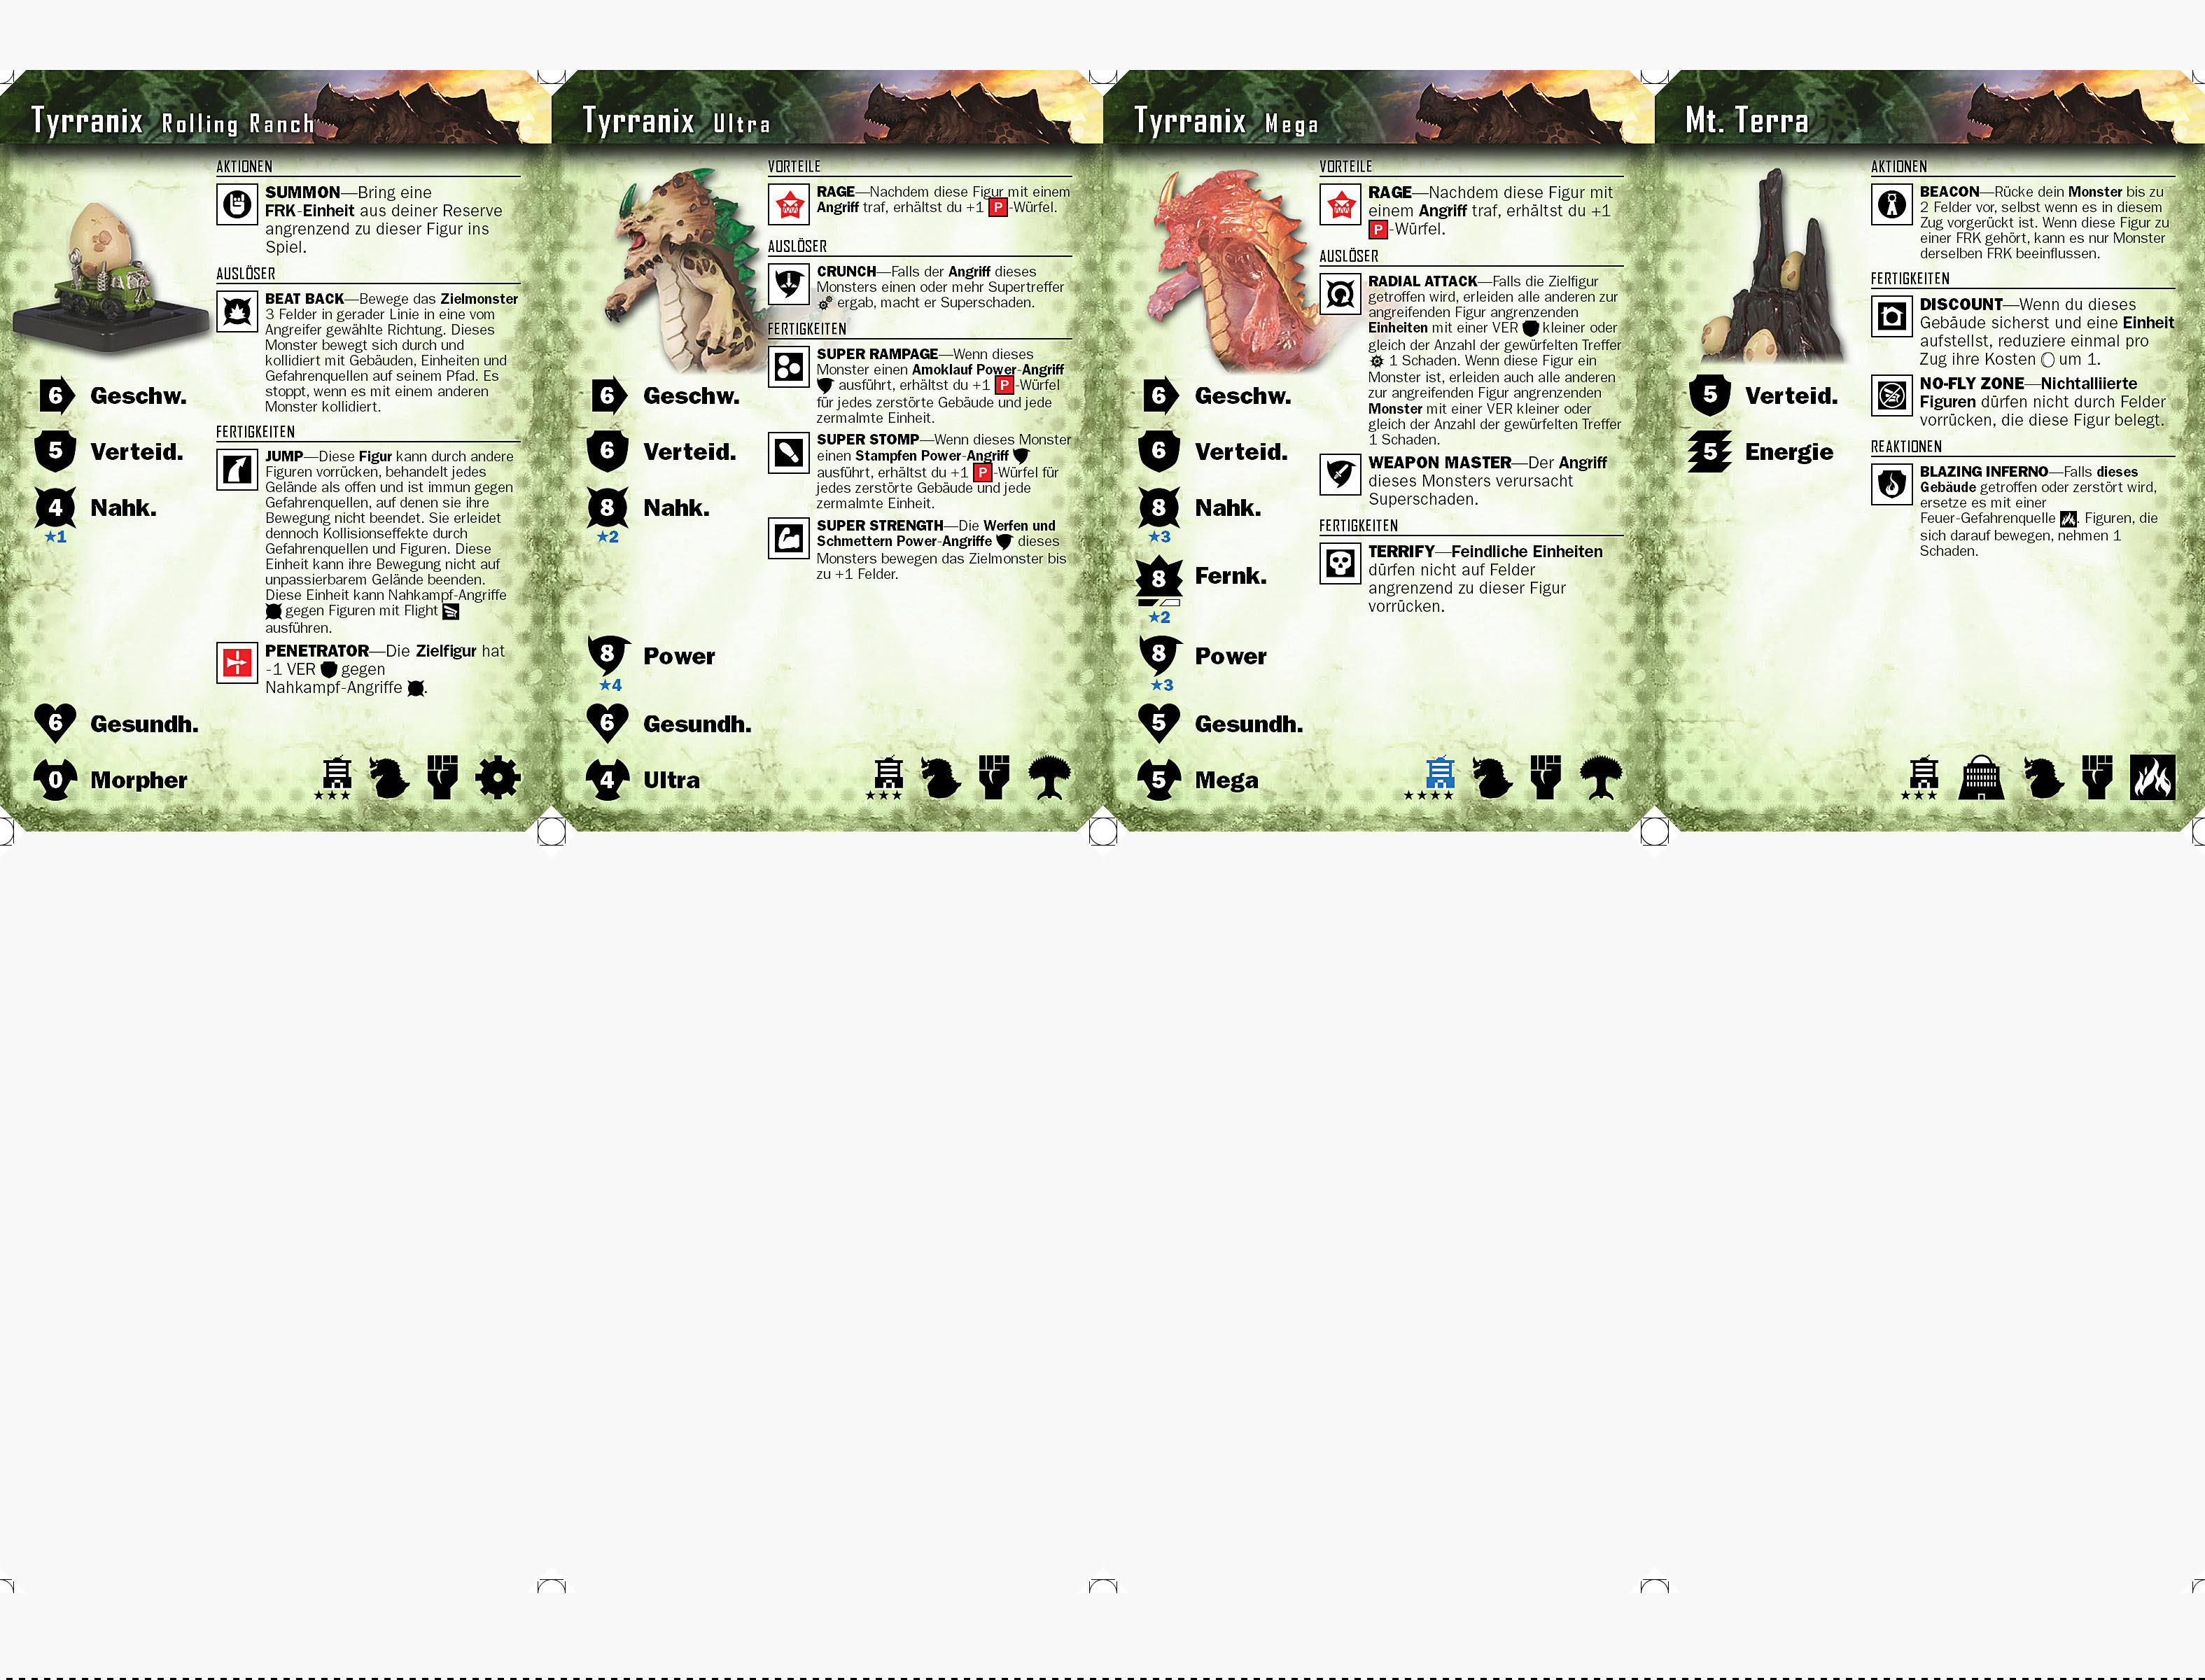 Tyrranix Rolling Ranch
AKTIONEN
SUMMON—Bring eine
FRK-Einheit aus deiner Reserve
angrenzend zu dieser Figur ins
Spiel.
AUSLÖSER
BEAT BACK—Bewege das Zielmonster
3 Felder in gerader Linie in eine vom
Angreifer gewählte Richtung. Dieses
Monster bewegt sich durch und
kollidiert mit Gebäuden, Einheiten und
Gefahrenquellen auf seinem Pfad. Es
stoppt, wenn es mit einem anderen
Monster kollidiert.
FERTIGKEITEN
JUMP—Diese Figur kann durch andere
Figuren vorrücken, behandelt jedes
Gelände als offen und ist immun gegen
Gefahrenquellen, auf denen sie ihre
Bewegung nicht beendet. Sie erleidet
dennoch Kollisionseffekte durch
Gefahrenquellen und Figuren. Diese
Einheit kann ihre Bewegung nicht auf
unpassierbarem Gelände beenden.
Diese Einheit kann Nahkampf-Angriffe
gegen Figuren mit Flight
ausführen.
PENETRATOR—Die Zielfigur hat
-1 VER gegen
Nahkampf-Angriffe .
6 Geschw.
5 Verteid.
4 Nahk.
★1
6 Gesundh.
0 Morpher
★★★
Tyrranix Ultra
VORTEILE
RAGE—Nachdem diese Figur mit einem
Angriff traf, erhältst du +1 P-Würfel.
AUSLÖSER
CRUNCH—Falls der Angriff dieses
Monsters einen oder mehr Supertreffer
ergab, macht er Superschaden.
FERTIGKEITEN
SUPER RAMPAGE—Wenn dieses
Monster einen Amoklauf Power-Angriff
ausführt, erhältst du +1 P-Würfel
für jedes zerstörte Gebäude und jede
zermalmte Einheit.
SUPER STOMP—Wenn dieses Monster
einen Stampfen Power-Angriff
ausführt, erhältst du +1 P-Würfel für
jedes zerstörte Gebäude und jede
zermalmte Einheit.
SUPER STRENGTH—Die Werfen und
Schmettern Power-Angriffe dieses
Monsters bewegen das Zielmonster bis
zu +1 Felder.
6 Geschw.
6 Verteid.
8 Nahk.
★2
8 Power
★4
6 Gesundh.
4 Ultra
★★★
Tyrranix Mega
VORTEILE
RAGE—Nachdem diese Figur mit
einem Angriff traf, erhältst du +1
P-Würfel.
AUSLÖSER
RADIAL ATTACK—Falls die Zielfigur
getroffen wird, erleiden alle anderen zur
angreifenden Figur angrenzenden
Einheiten mit einer VER kleiner oder
gleich der Anzahl der gewürfelten Treffer
1 Schaden. Wenn diese Figur ein
Monster ist, erleiden auch alle anderen
zur angreifenden Figur angrenzenden
Monster mit einer VER kleiner oder
gleich der Anzahl der gewürfelten Treffer
1 Schaden.
WEAPON MASTER—Der Angriff
dieses Monsters verursacht
Superschaden.
FERTIGKEITEN
TERRIFY—Feindliche Einheiten
dürfen nicht auf Felder
angrenzend zu dieser Figur
vorrücken.
6 Geschw.
6 Verteid.
8 Nahk.
★3
8 Fernk.
★2
8 Power
★3
5 Gesundh.
5 Mega
★★★★
Mt. Terra
AKTIONEN
BEACON—Rücke dein Monster bis zu
2 Felder vor, selbst wenn es in diesem
Zug vorgerückt ist. Wenn diese Figur zu
einer FRK gehört, kann es nur Monster
derselben FRK beeinflussen.
FERTIGKEITEN
DISCOUNT—Wenn du dieses
Gebäude sicherst und eine Einheit
aufstellst, reduziere einmal pro
Zug ihre Kosten um 1.
NO-FLY ZONE—Nichtalliierte
Figuren dürfen nicht durch Felder
vorrücken, die diese Figur belegt.
REAKTIONEN
BLAZING INFERNO—Falls dieses
Gebäude getroffen oder zerstört wird,
ersetze es mit einer
Feuer-Gefahrenquelle . Figuren, die
sich darauf bewegen, nehmen 1
Schaden.
5 Verteid.
5 Energie
★★★